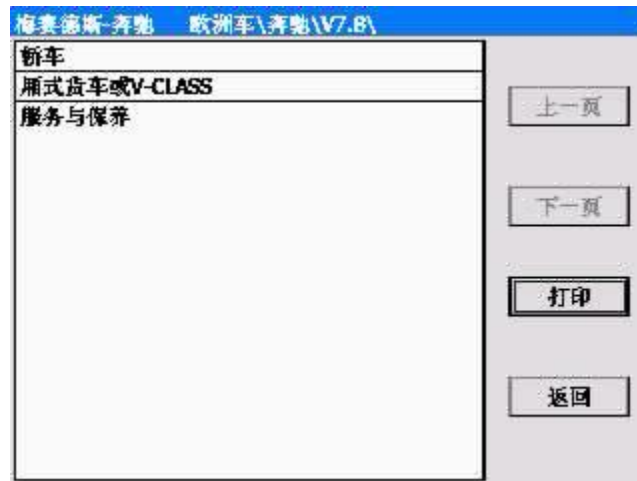 梅赛德斯-奔驰 欧洲车\奔驰\V7.8\
轿车
厢式货车或V-CLASS
服务与保养
上一页
下一页
打印
返回